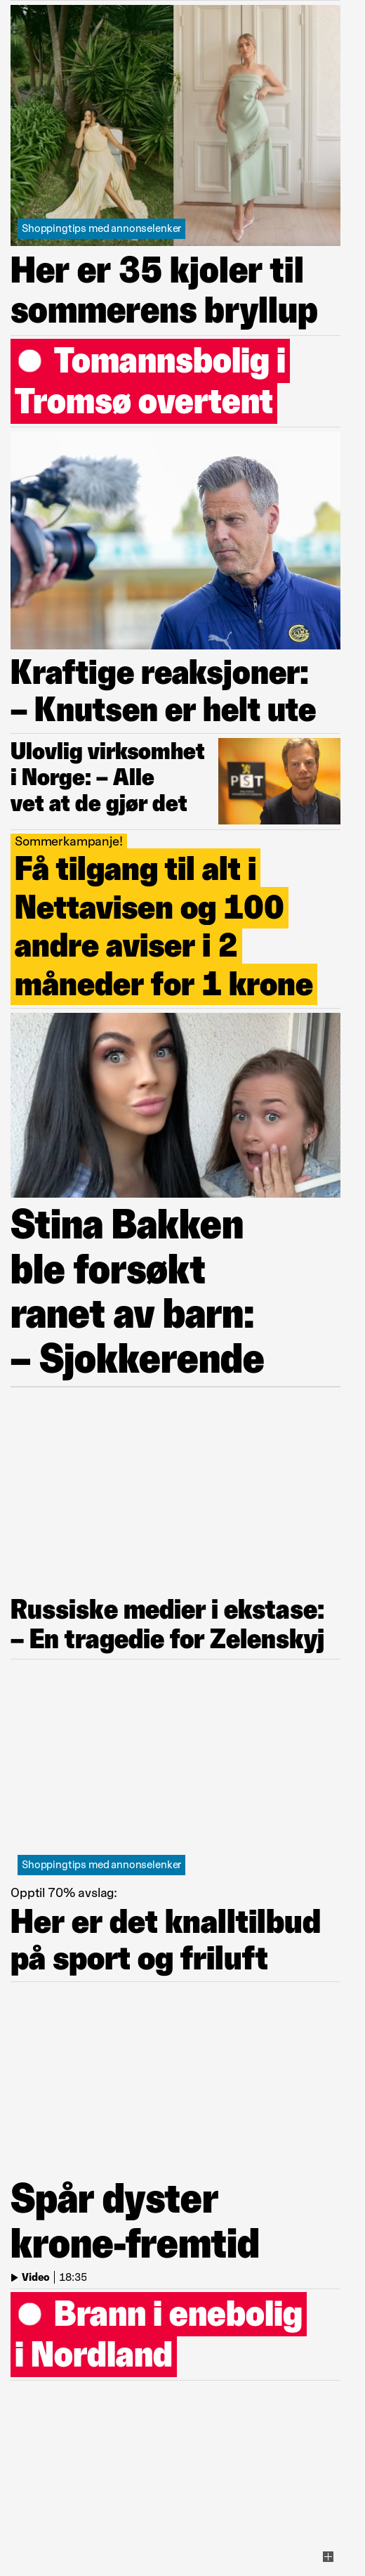 Shoppingtips med annonselenker
Her er 35 kjoler til
sommerens bryllup
Tomannsbolig i
Tromsø overtent
Kraftige reaksjoner:
– Knutsen er helt ute
Ulovlig virksomhet
i Norge: – Alle
vet at de gjør det
PST
Sommerkampanje!
Få tilgang til alt i
Nettavisen og 100
andre aviser i 2
måneder for 1 krone
Stina Bakken
ble forsøkt
ranet av barn:
– Sjokkerende
Russiske medier i ekstase:
– En tragedie for Zelenskyj
Shoppingtips med annonselenker
Opptil 70% avslag:
Her er det knalltilbud
på sport og friluft
Spår dyster
krone-fremtid
Video | 18:35
Brann i enebolig
i Nordland